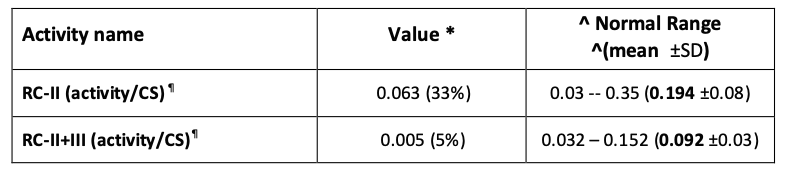 Activity name Value * ^ Normal Range
^(mean ±SD)
RC-II (activity/CS) ¶ 0.063 (33%) 0.03 -- 0.35 (0.194 ±0.08)
RC-II+III (activity/CS)¶ 0.005 (5%) 0.032 – 0.152 (0.092 ±0.03)